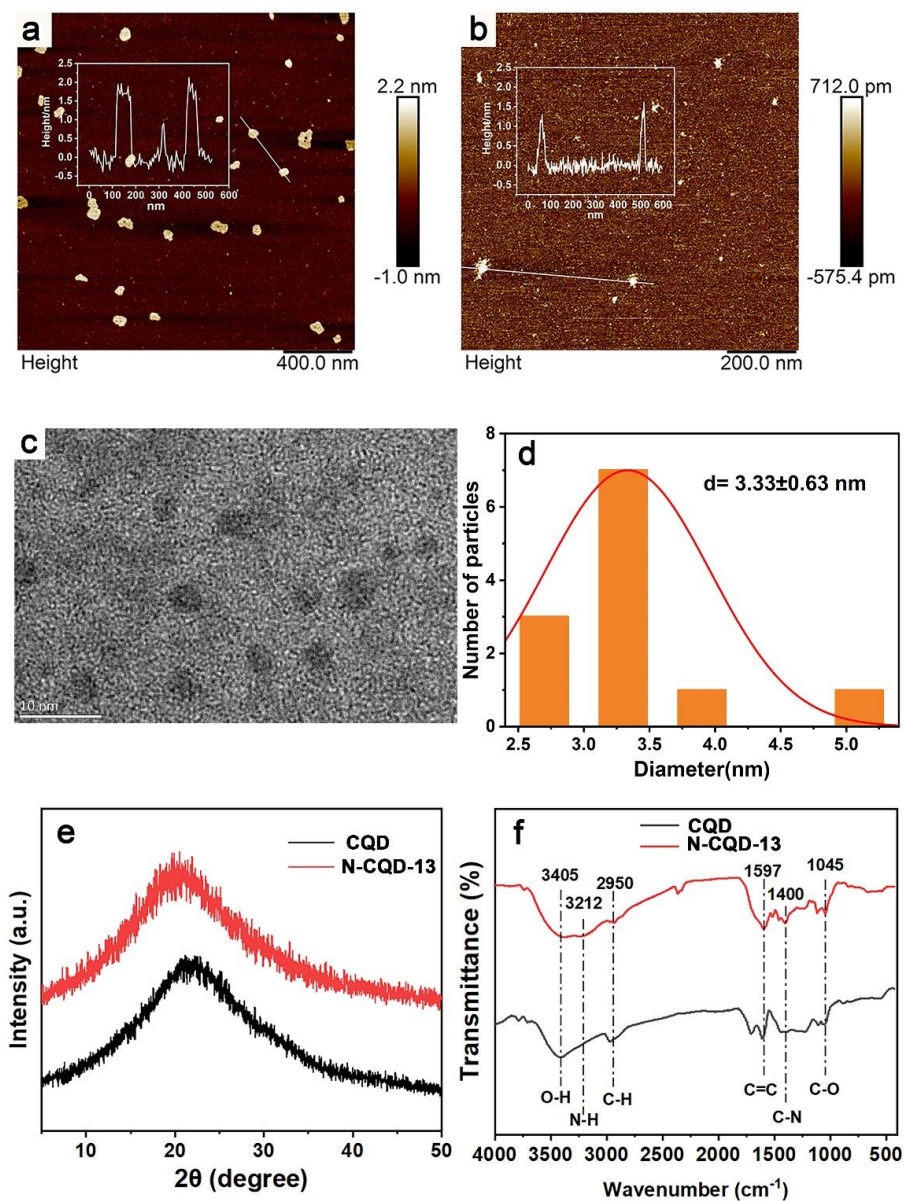 a
2.5
2.0
1.5
1.0
0.5
0.0
-0.5
Height/nm
0 100 200 300 400 500 600
nm
2.2 nm
-1.0 nm
Height
400.0 nm
b
2.5
2.0
1.5
1.0
0.5
0.0
-0.5
Height/nm
0 100 200 300 400 500 600
nm
712.0 pm
-575.4 pm
Height
200.0 nm
c
10 nm
d
d= 3.33±0.63 nm
8
6
4
2
0
Number of particles
2.5 3.0 3.5 4.0 4.5 5.0
Diameter(nm)
e
CQD
N-CQD-13
Intensity (a.u.)
10 20 30 40 50
2θ (degree)
f
CQD
N-CQD-13
3405
3212
2950
1597
1400
1045
Transmittance (%)
O-H
N-H
C-H
C=C
C-N
C-O
4000 3500 3000 2500 2000 1500 1000 500
Wavenumber (cm⁻¹)